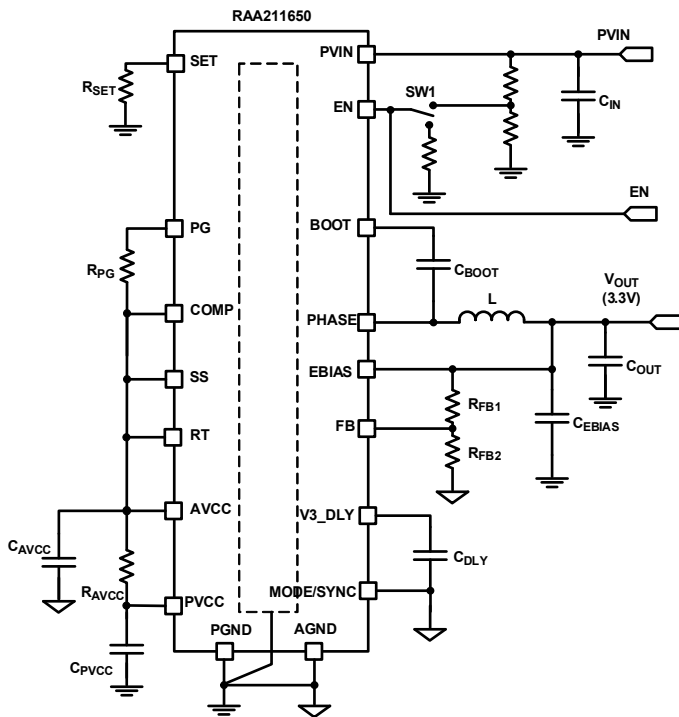 RAA211650
SET
R_SET
PG
R_PG
COMP
SS
RT
AVCC
C_AVCC
R_AVCC
PVCC
C_PVCC
PGND
AGND
PVIN
PVIN
EN
SW1
C_IN
EN
BOOT
C_BOOT
V_OUT
(3.3V)
PHASE
L
EBIAS
C_OUT
R_FB1
FB
C_EBIAS
R_FB2
V3_DLY
C_DLY
MODE/SYNC